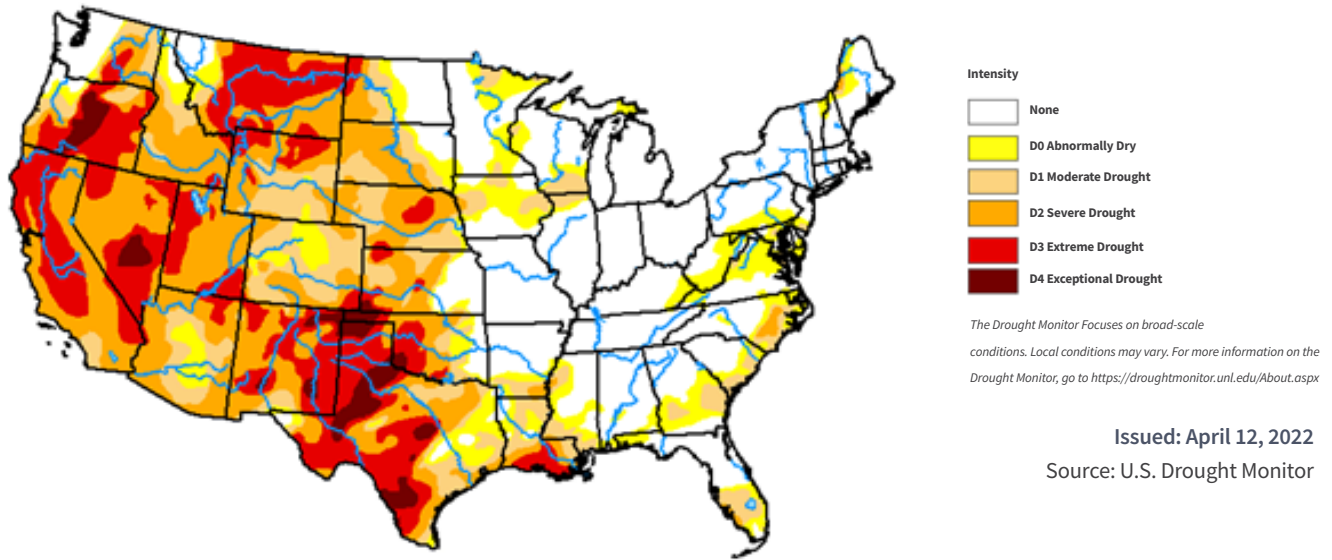 Intensity
None
D0 Abnormally Dry
D1 Moderate Drought
D2 Severe Drought
D3 Extreme Drought
D4 Exceptional Drought
The Drought Monitor Focuses on broad-scale
conditions. Local conditions may vary. For more information on the
Drought Monitor, go to https://droughtmonitor.unl.edu/About.aspx
Issued: April 12, 2022
Source: U.S. Drought Monitor